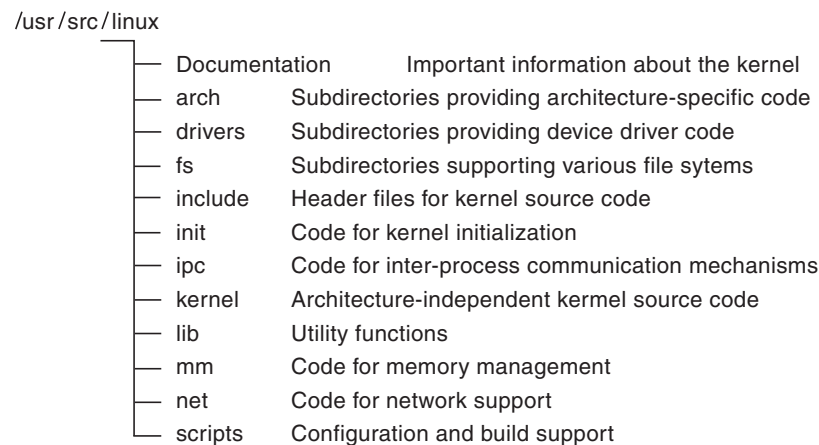 /usr/src/linux
Documentation Important information about the kernel
arch Subdirectories providing architecture-specific code
drivers Subdirectories providing device driver code
fs Subdirectories supporting various file sytems
include Header files for kernel source code
init Code for kernel initialization
ipc Code for inter-process communication mechanisms
kernel Architecture-independent kermel source code
lib Utility functions
mm Code for memory management
net Code for network support
scripts Configuration and build support